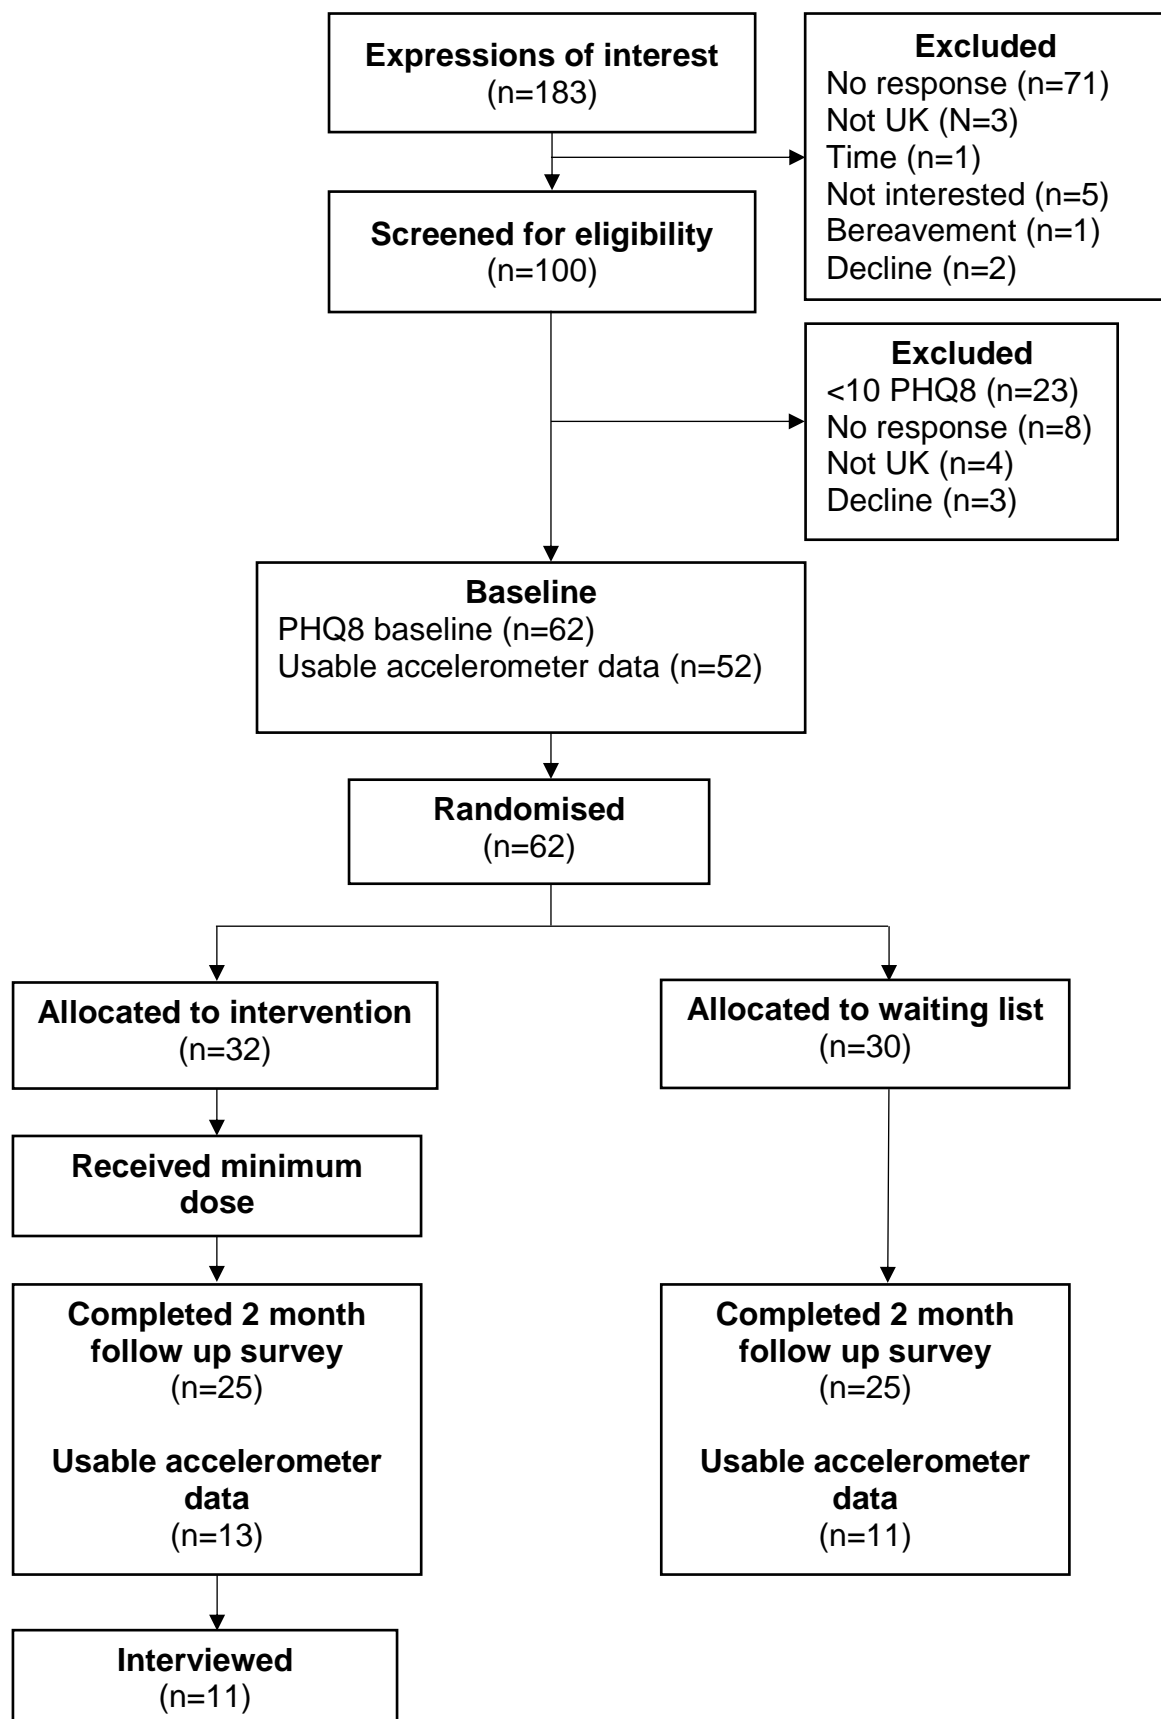 Expressions of interest
(n=183)
Excluded
No response (n=71)
Not UK (N=3)
Time (n=1)
Not interested (n=5)
Bereavement (n=1)
Decline (n=2)
Screened for eligibility
(n=100)
Excluded
<10 PHQ8 (n=23)
No response (n=8)
Not UK (n=4)
Decline (n=3)
Baseline
PHQ8 baseline (n=62)
Usable accelerometer data (n=52)
Randomised
(n=62)
Allocated to intervention
(n=32)
Allocated to waiting list
(n=30)
Received minimum
dose
Completed 2 month
follow up survey
(n=25)
Usable accelerometer
data
(n=13)
Completed 2 month
follow up survey
(n=25)
Usable accelerometer
data
(n=11)
Interviewed
(n=11)